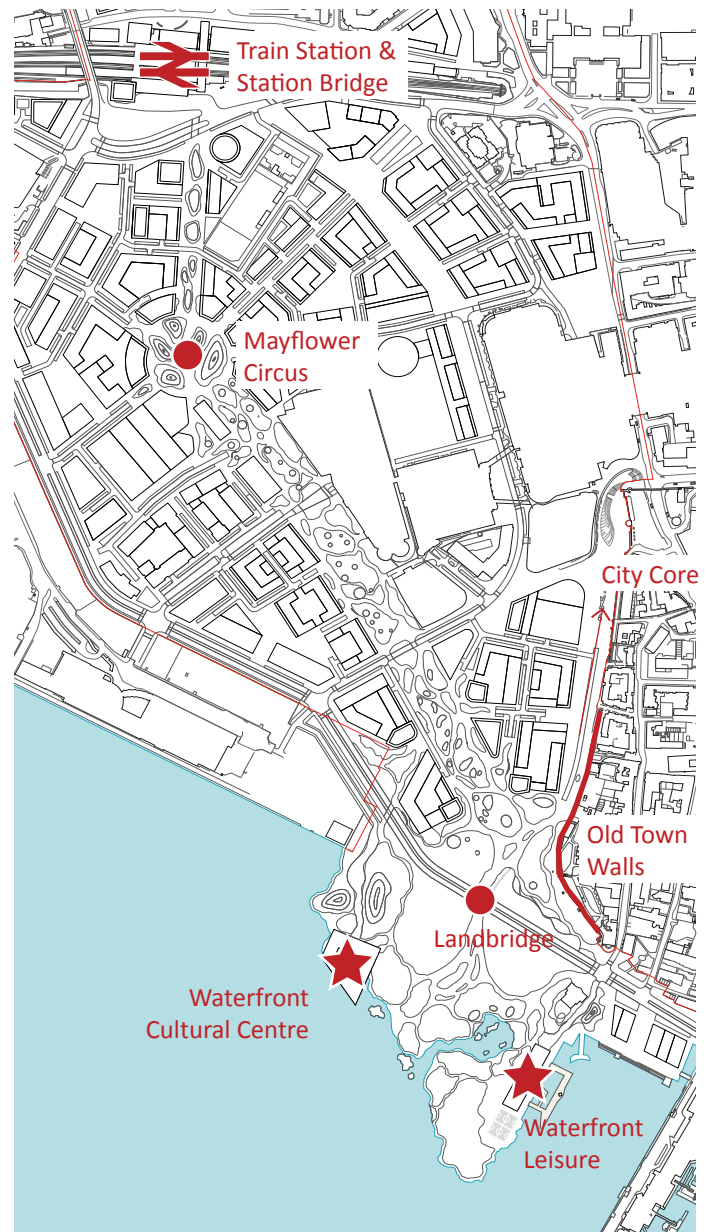 Train Station &
Station Bridge
Mayflower
Circus
City Core
Old Town
Walls
Landbridge
Waterfront
Cultural Centre
Waterfront
Leisure